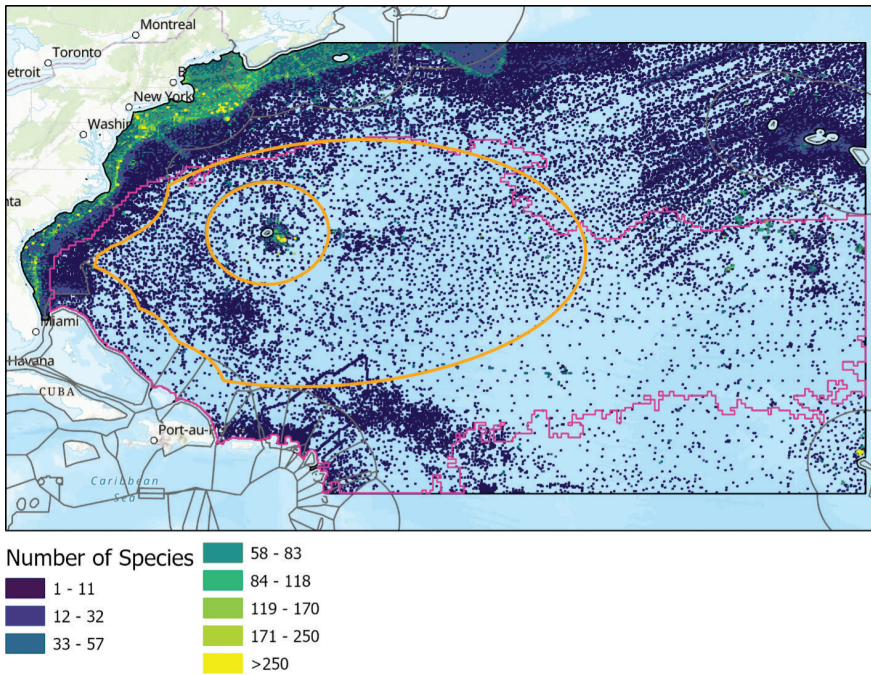 Montreal
Toronto
etroit
B
New York
Washin
nta
Miami
Havana
CUBA
Port-au-P
Caribbean
Sea
Number of Species
1 - 11
12 - 32
33 - 57
58 - 83
84 - 118
119 - 170
171 - 250
>250